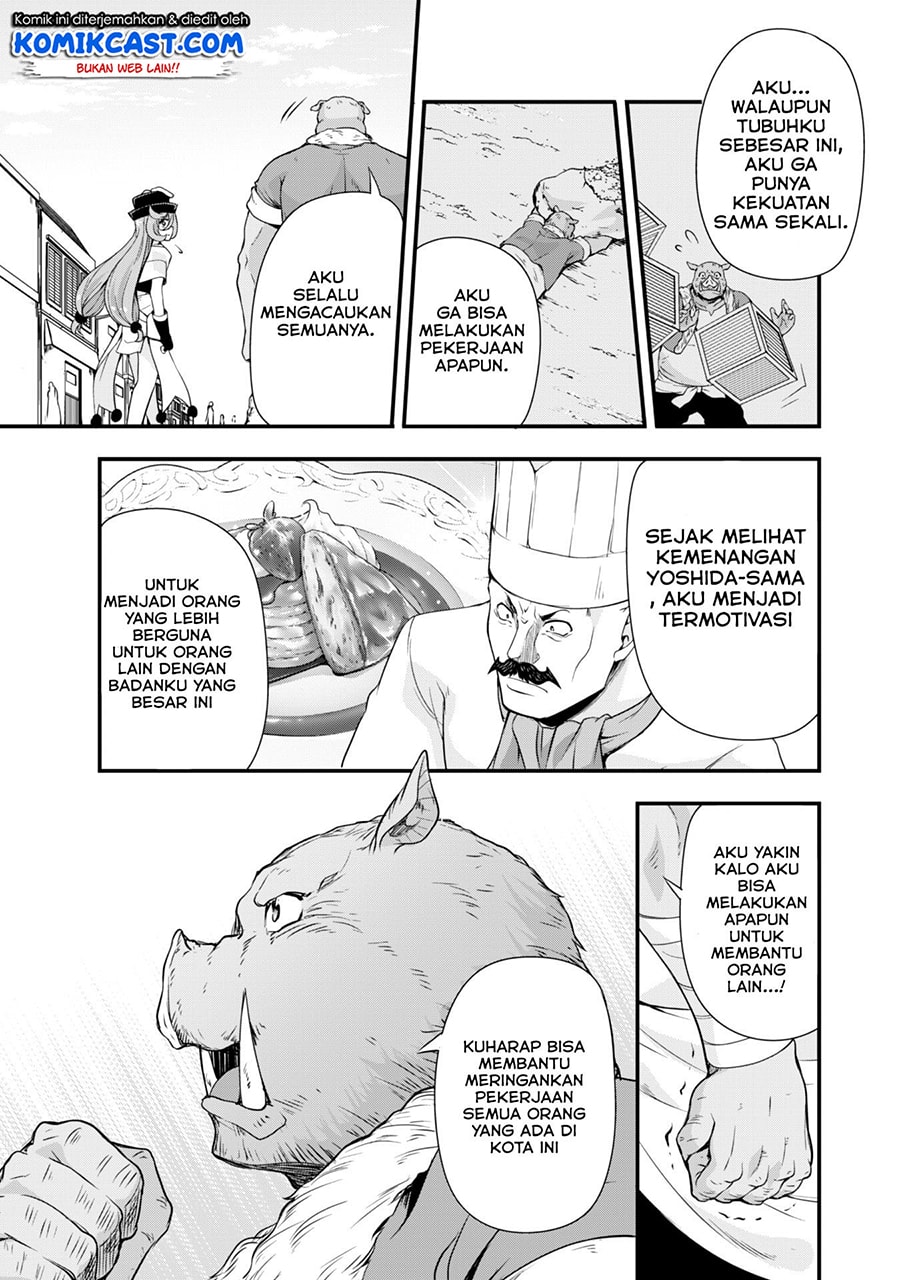 Komik ini diterjemahkan & diedit oleh
KOMIKCAST.COM
BUKAN WEB LAIN!!
AKU...
WALAUPUN
TUBUHKU
SEBESAR INI,
AKU GA
PUNYA
KEKUATAN
SAMA SEKALI.
AKU
GA BISA
MELAKUKAN
PEKERJAAN
APAPUN.
AKU
SELALU
MENGACAUKAN
SEMUANYA.
SEJAK MELIHAT
KEMENANGAN
YOSHIDA-SAMA
, AKU MENJADI
TERMOTIVASI
UNTUK
MENJADI ORANG
YANG LEBIH
BERGUNA
UNTUK ORANG
LAIN DENGAN
BADANKU YANG
BESAR INI
AKU YAKIN
KALO AKU
BISA
MELAKUKAN
APAPUN
UNTUK
MEMBANTU
ORANG
LAIN...!
KUHARAP BISA
MEMBANTU
MERINGANKAN
PEKERJAAN
SEMUA ORANG
YANG ADA DI
KOTA INI